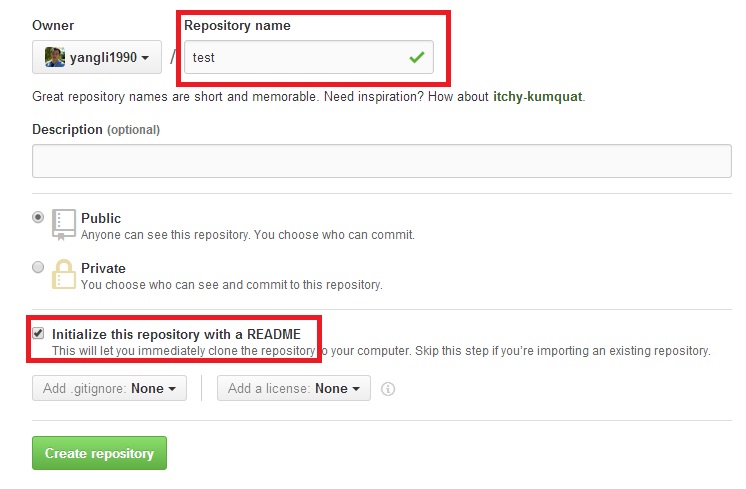 Owner
Repository name
yangli1990
/
test
Great repository names are short and memorable. Need inspiration? How about itchy-kumquat.
Description (optional)
Public
Anyone can see this repository. You choose who can commit.
Private
You choose who can see and commit to this repository.
Initialize this repository with a README
This will let you immediately clone the repository to your computer. Skip this step if you're importing an existing repository.
Add .gitignore: None
Add a license: None
Create repository